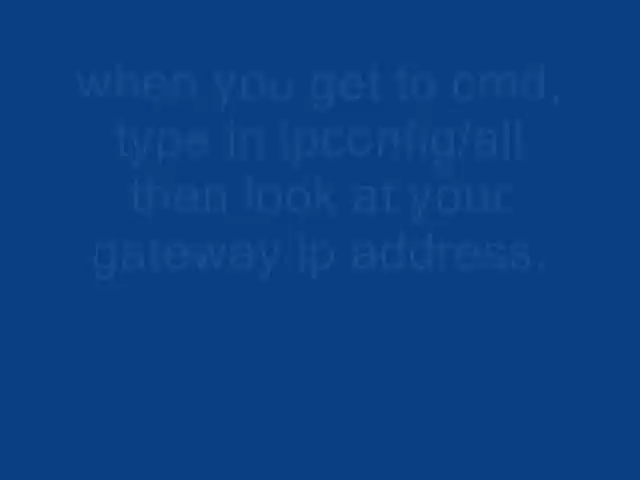 when you get to cmd,
type in ipconfig/all
then look at your
gateway ip address.